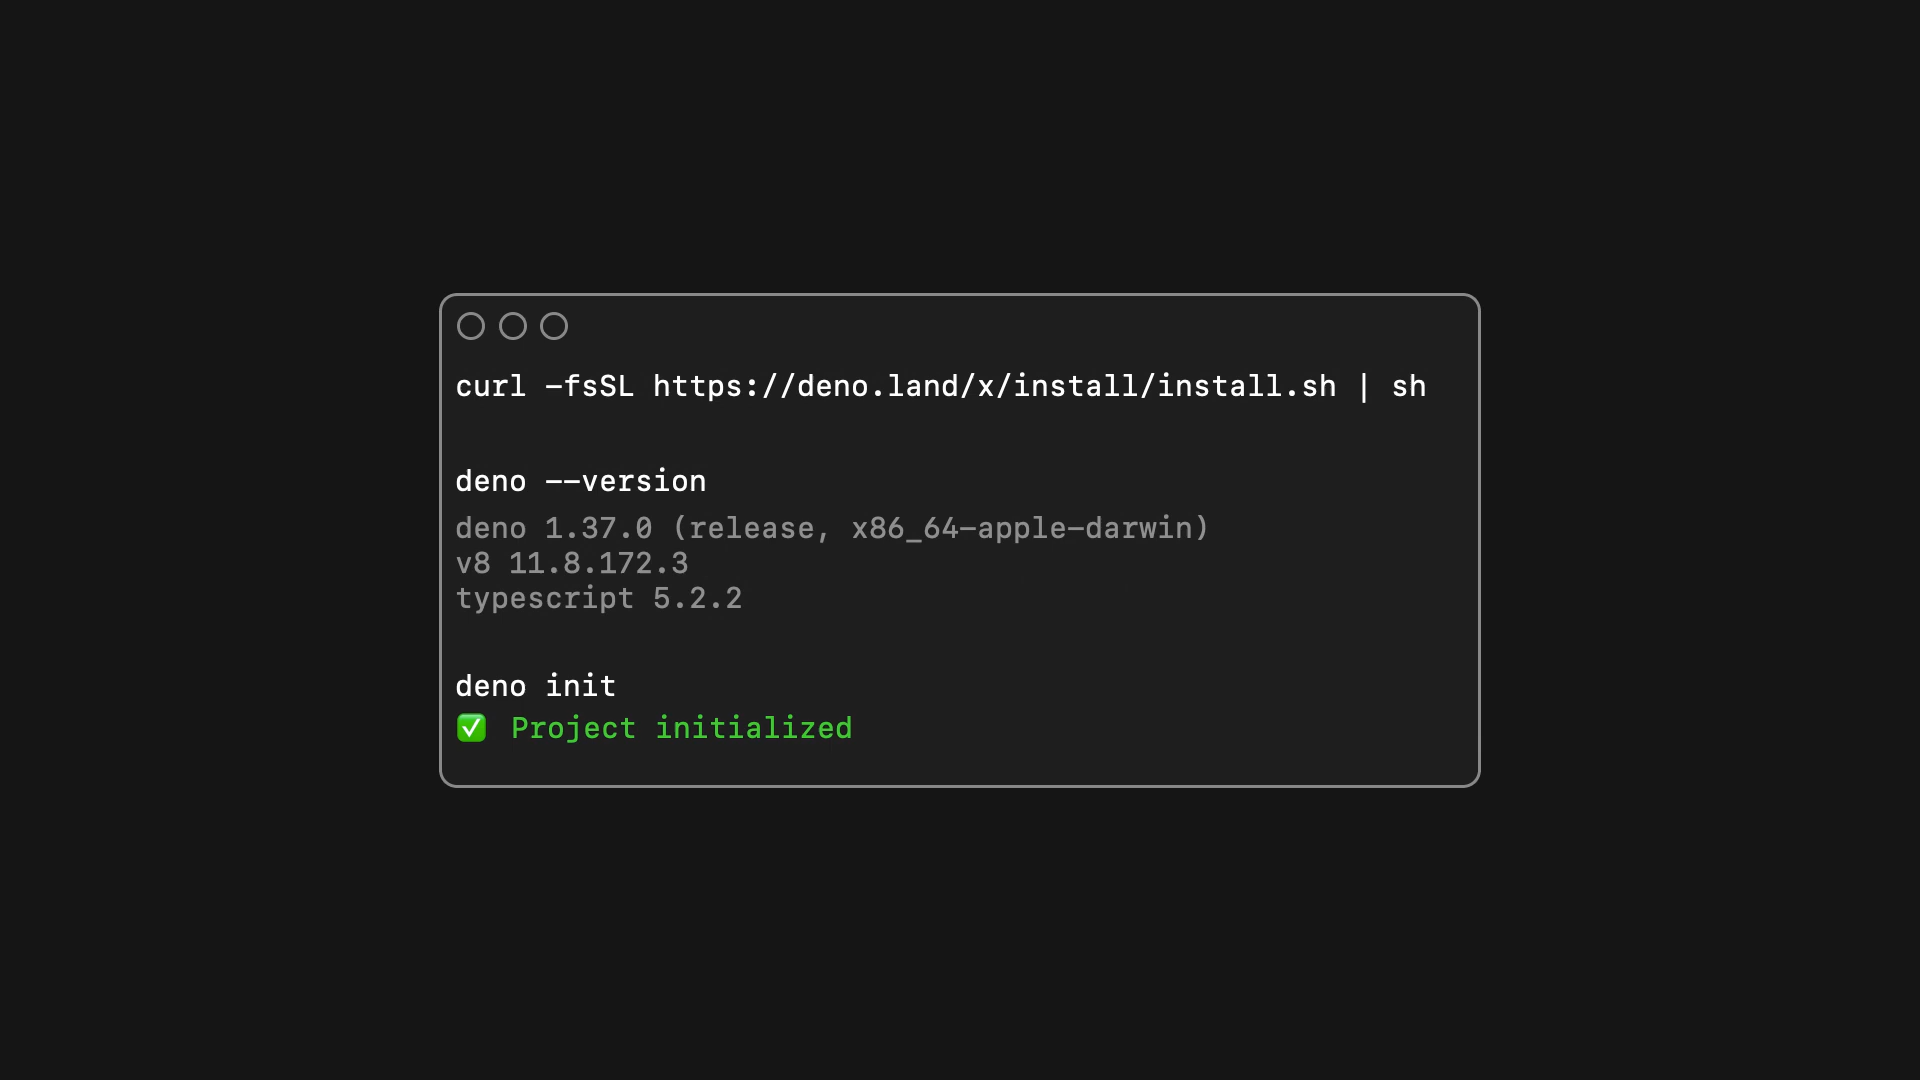 curl -fsSL https://deno.land/x/install/install.sh | sh
deno --version
deno 1.37.0 (release, x86_64-apple-darwin)
v8 11.8.172.3
typescript 5.2.2
deno init
✅ Project initialized